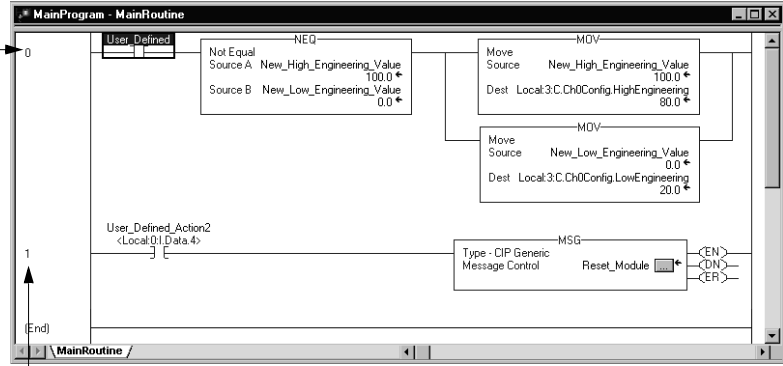 MainProgram - MainRoutine
0
User_Defined
NEQ
Not Equal
Source A New_High_Engineering_Value
100.0
Source B New_Low_Engineering_Value
0.0
MOV
Move
Source New_High_Engineering_Value
100.0
Dest Local:3:C.Ch0Config.HighEngineering
80.0
MOV
Move
Source New_Low_Engineering_Value
0.0
Dest Local:3:C.Ch0Config.LowEngineering
20.0
1
User_Defined_Action2
<Local:0:I.Data.4>
MSG
Type - CIP Generic
Message Control Reset_Module ...
EN
DN
ER
(End)
MainRoutine